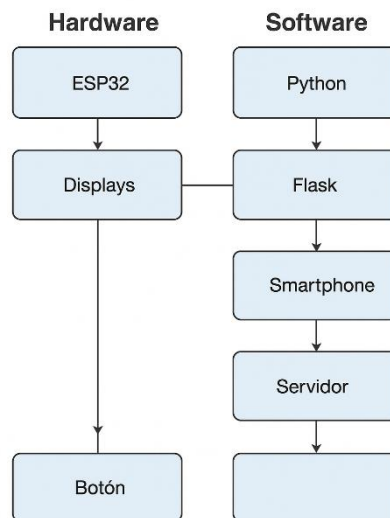 Hardware
Software
ESP32
Python
Displays
Flask
Smartphone
Servidor
Botón